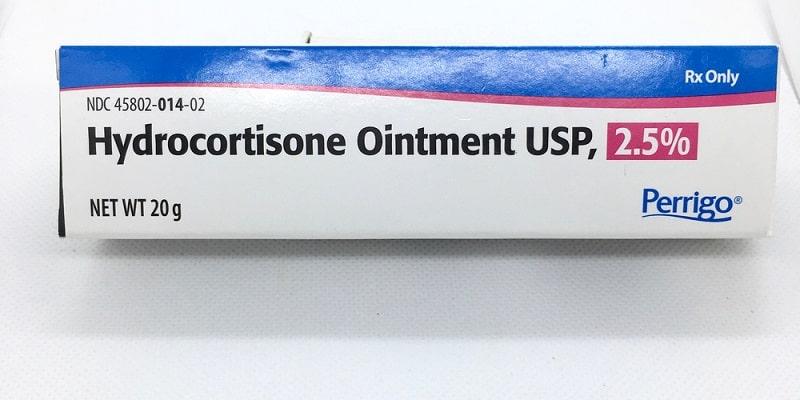 Rx Only
NDC 45802-014-02
Hydrocortisone Ointment USP, 2.5%
NET WT 20 g
Perrigo®